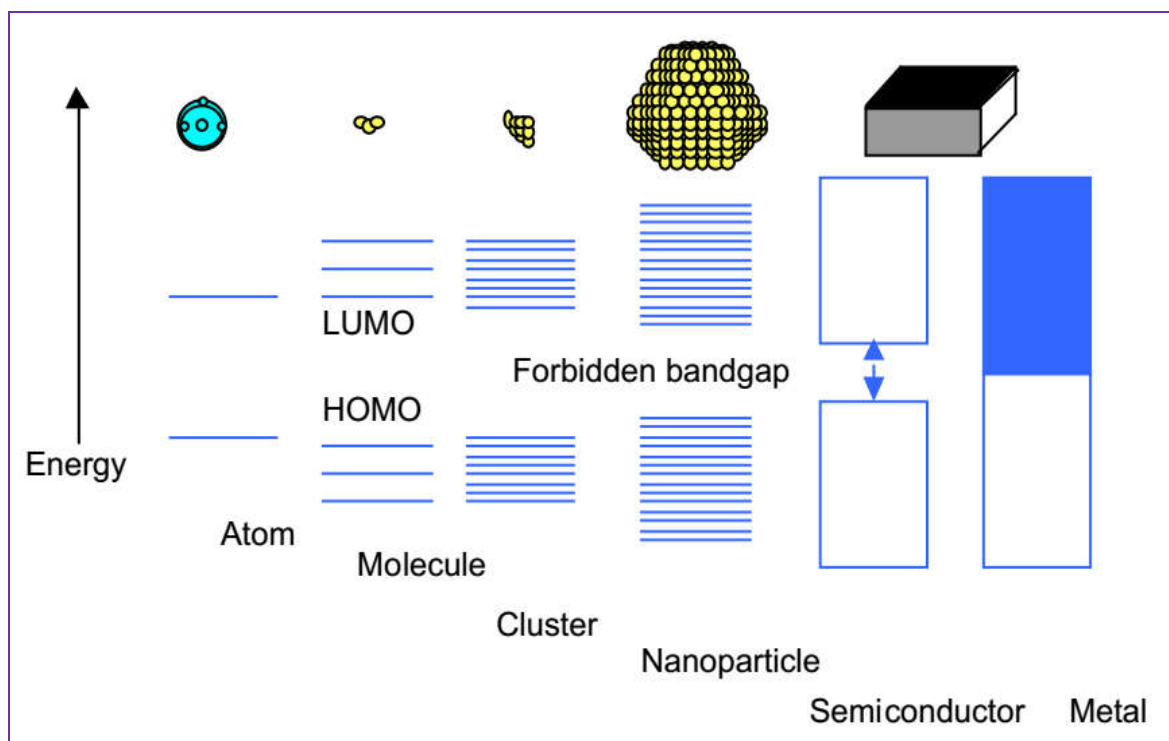 LUMO
Forbidden bandgap
HOMO
Energy
Atom
Molecule
Cluster
Nanoparticle
Semiconductor
Metal